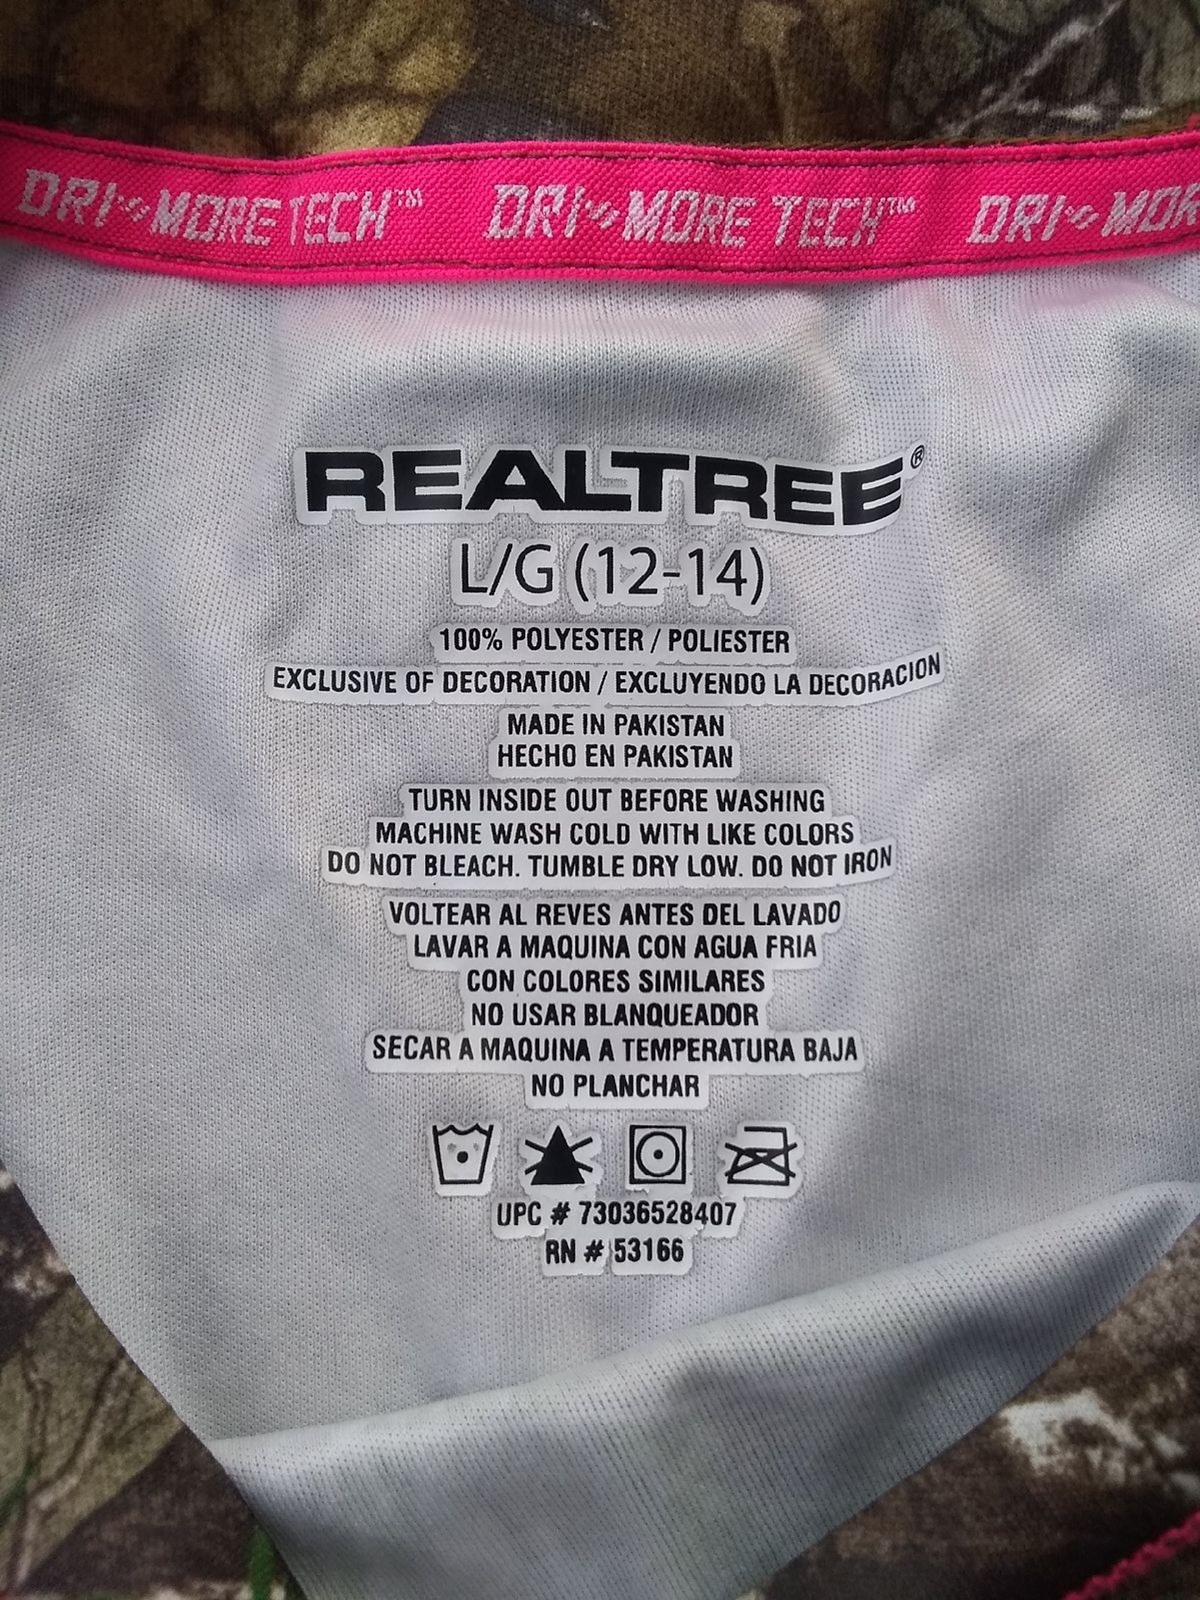 DRI MORE TECH™ DRI MORE TECH™ DRI MOR
REALTREE®
L/G (12-14)
100% POLYESTER / POLIESTER
EXCLUSIVE OF DECORATION / EXCLUYENDO LA DECORACION
MADE IN PAKISTAN
HECHO EN PAKISTAN
TURN INSIDE OUT BEFORE WASHING
MACHINE WASH COLD WITH LIKE COLORS
DO NOT BLEACH. TUMBLE DRY LOW. DO NOT IRON
VOLTEAR AL REVES ANTES DEL LAVADO
LAVAR A MAQUINA CON AGUA FRIA
CON COLORES SIMILARES
NO USAR BLANQUEADOR
SECAR A MAQUINA A TEMPERATURA BAJA
NO PLANCHAR
UPC # 73036528407
RN # 53166